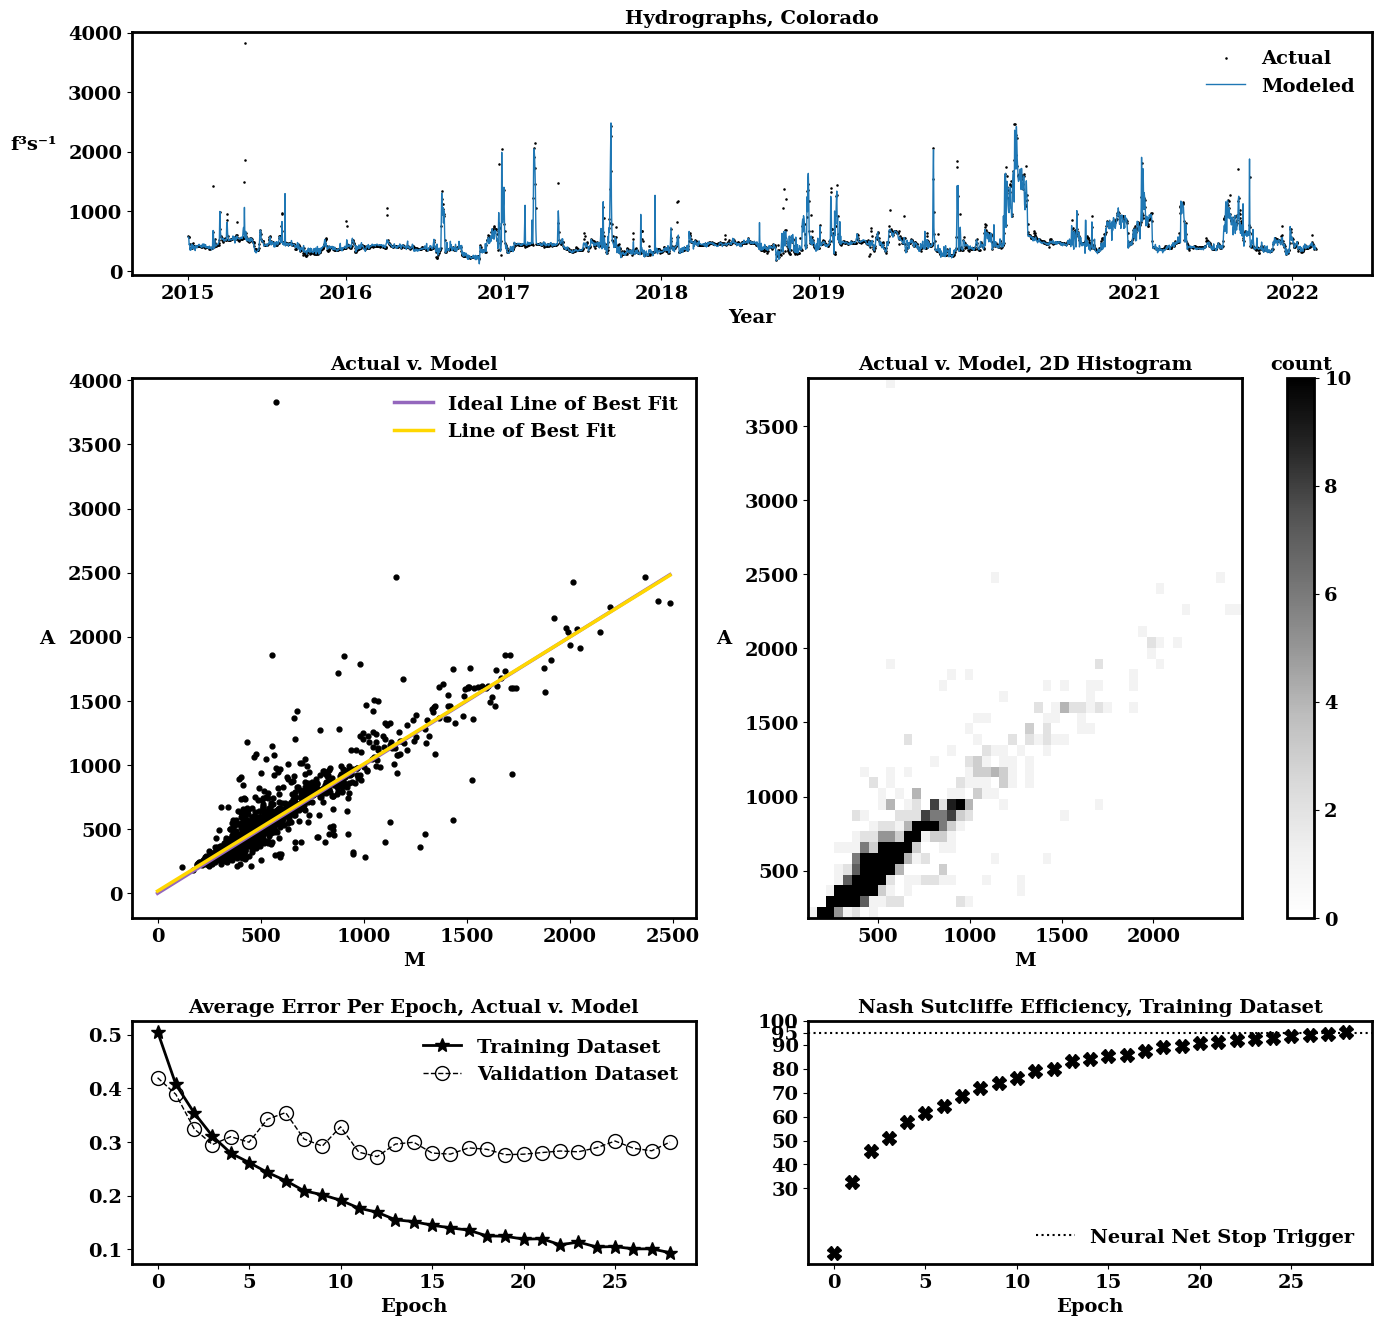 Hydrographs, Colorado
4000
3000
2000
1000
0
f³s⁻¹
Actual
Modeled
2015 2016 2017 2018 2019 2020 2021 2022
Year
Actual v. Model
4000
3500
3000
2500
2000
1500
1000
500
0
A
Ideal Line of Best Fit
Line of Best Fit
0 500 1000 1500 2000 2500
M
Actual v. Model, 2D Histogram
3500
3000
2500
2000
1500
1000
500
A
500 1000 1500 2000
M
count
10
8
6
4
2
0
Average Error Per Epoch, Actual v. Model
0.5
0.4
0.3
0.2
0.1
Training Dataset
Validation Dataset
0 5 10 15 20 25
Epoch
Nash Sutcliffe Efficiency, Training Dataset
100
95
90
80
70
60
50
40
30
Neural Net Stop Trigger
0 5 10 15 20 25
Epoch